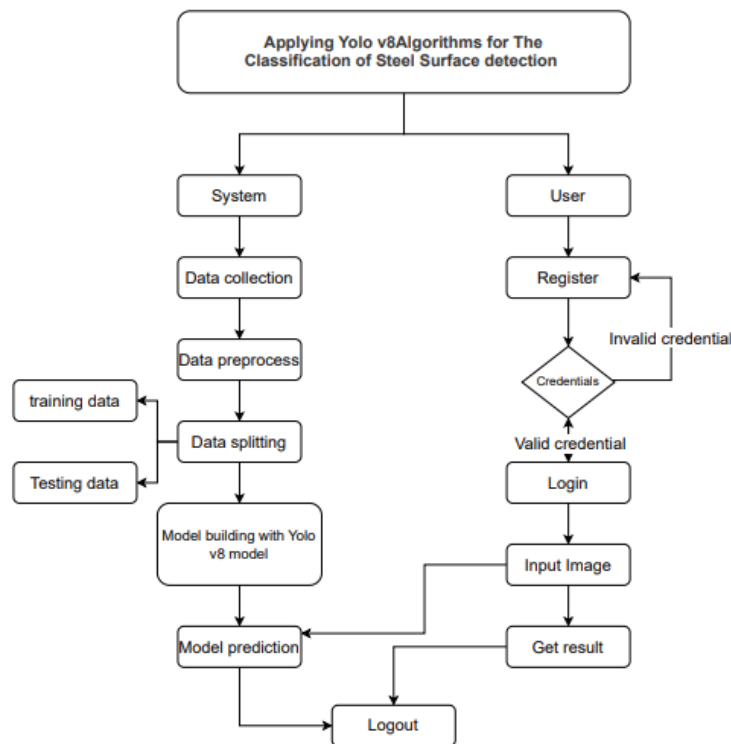 Applying Yolo v8Algorithms for The
Classification of Steel Surface detection
System
User
Data collection
Register
Invalid credential
Data preprocess
Credentials
training data
Data splitting
Valid credential
Testing data
Login
Model building with Yolo
v8 model
Input Image
Model prediction
Get result
Logout